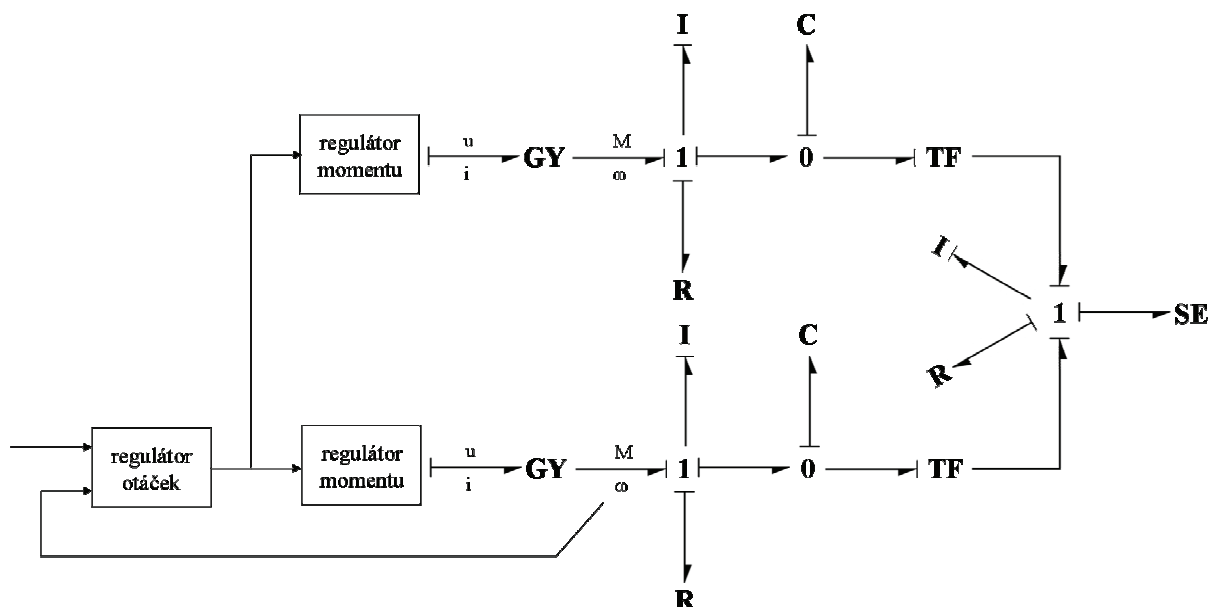 I C
regulátor
momentu
u
i
GY
M
ω
1 0 TF
I
R
1 SE
R
I C
R
regulátor
otáček
regulátor
momentu
u
i
GY
M
ω
1 0 TF
R